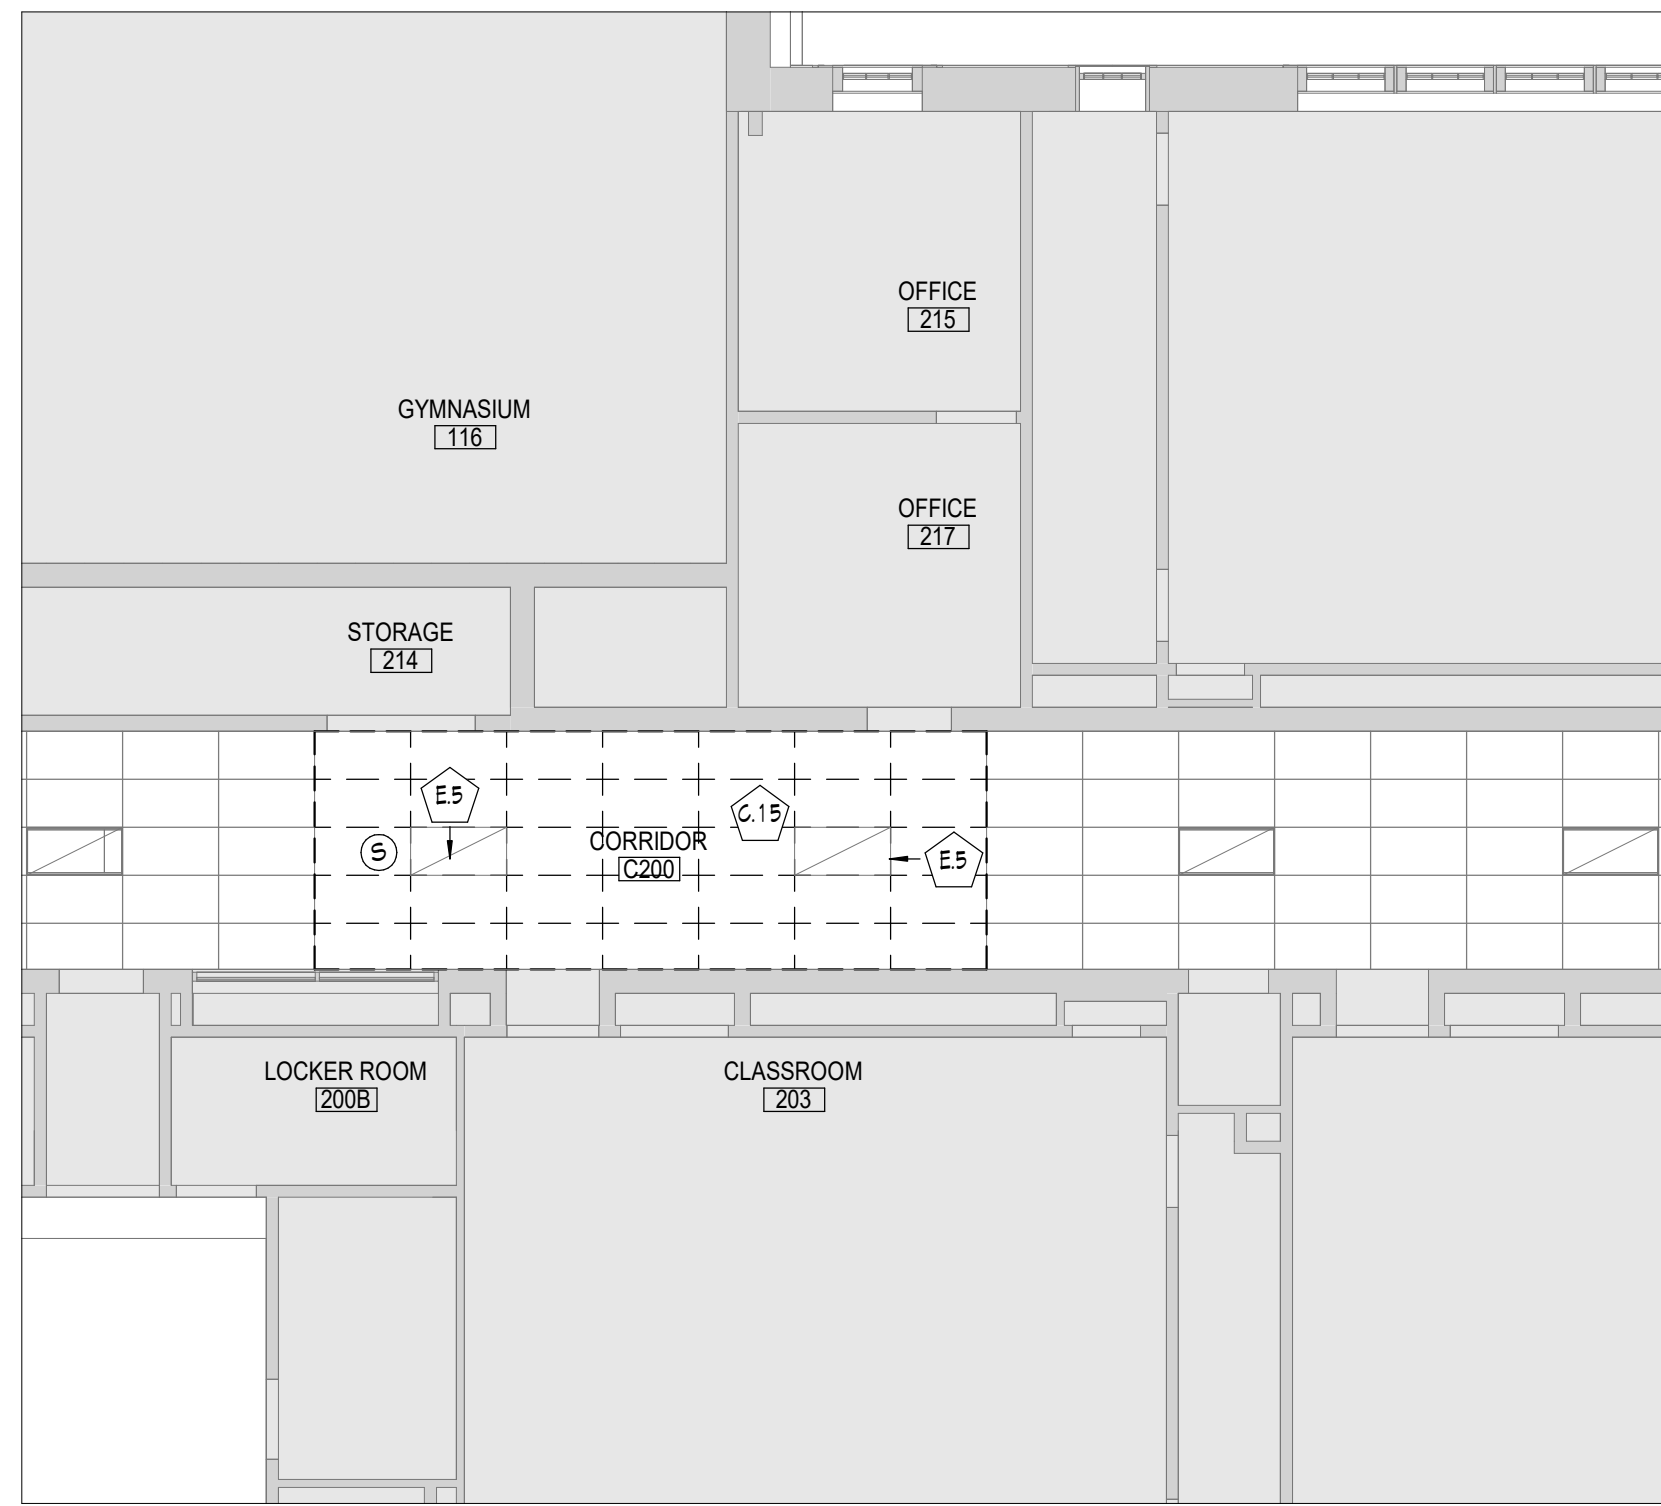 OFFICE
215
GYMNASIUM
116
OFFICE
217
STORAGE
214
E.5
C.15
S
CORRIDOR
C200
E.5
LOCKER ROOM
200B
CLASSROOM
203